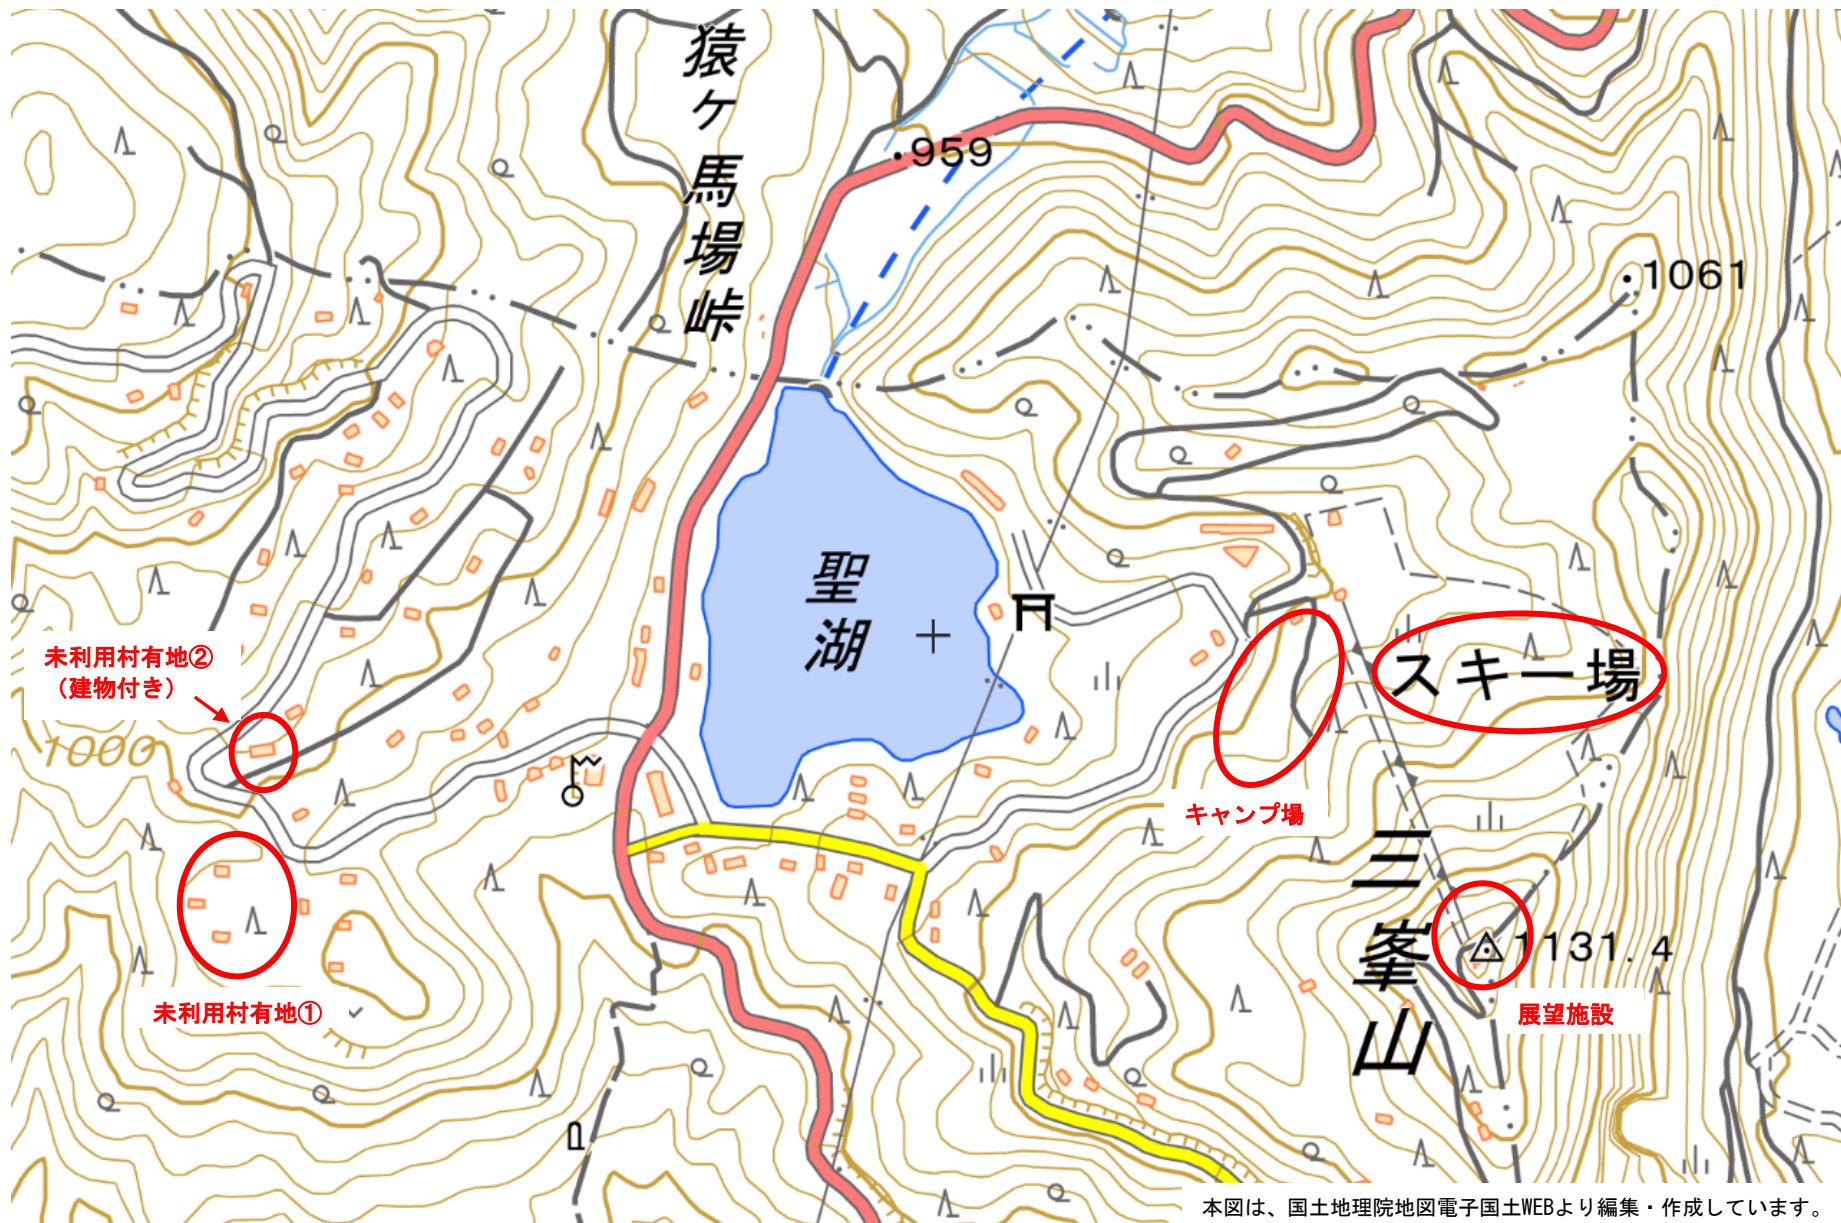 猿ケ馬場峠
959
1061
聖湖
未利用村有地②
（建物付き）
スキー場
1000
キャンプ場
三峯山
1131.4
展望施設
未利用村有地①
本図は、国土地理院地図電子国土WEBより編集・作成しています。